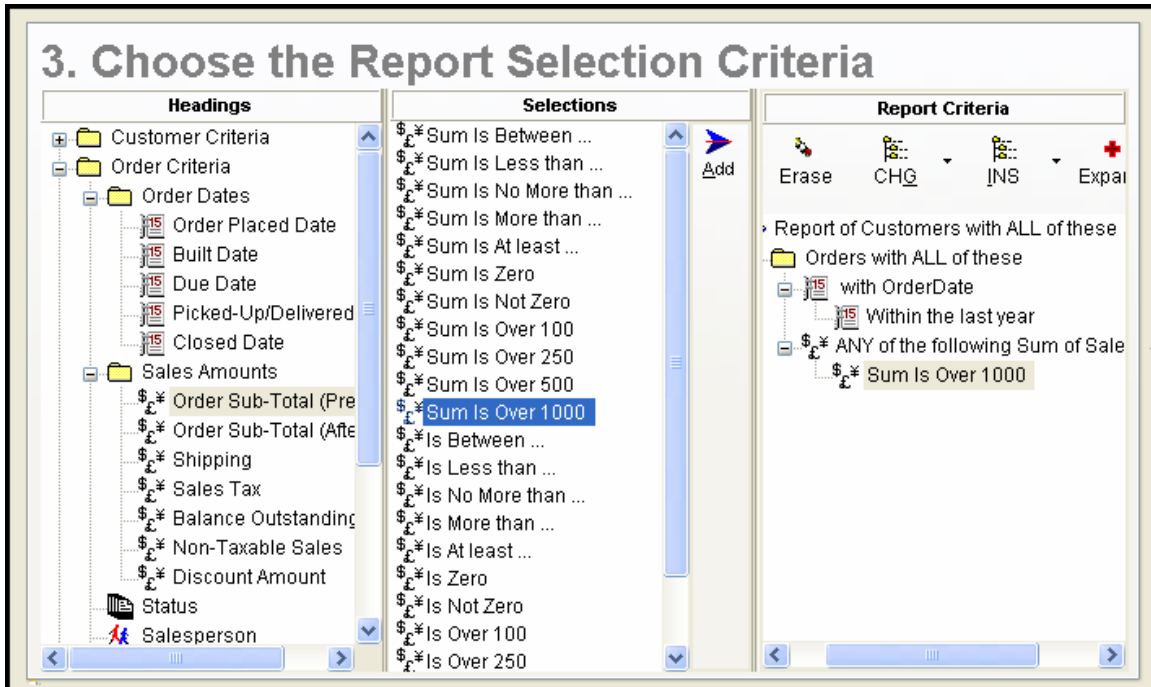 3. Choose the Report Selection Criteria
Headings
Customer Criteria
Order Criteria
Order Dates
Order Placed Date
Built Date
Due Date
Picked-Up/Delivered
Closed Date
Sales Amounts
Order Sub-Total (Pre
Order Sub-Total (Afte
Shipping
Sales Tax
Balance Outstanding
Non-Taxable Sales
Discount Amount
Status
Salesperson
Selections
Sum Is Between ...
Sum Is Less than ...
Sum Is No More than ...
Sum Is More than ...
Sum Is At least ...
Sum Is Zero
Sum Is Not Zero
Sum Is Over 100
Sum Is Over 250
Sum Is Over 500
Sum Is Over 1000
Is Between ...
Is Less than ...
Is No More than ...
Is More than ...
Is At least ...
Is Zero
Is Not Zero
Is Over 100
Is Over 250
Add
Report Criteria
Erase CHG INS Expan
Report of Customers with ALL of these
Orders with ALL of these
with OrderDate
Within the last year
ANY of the following Sum of Sale
Sum Is Over 1000